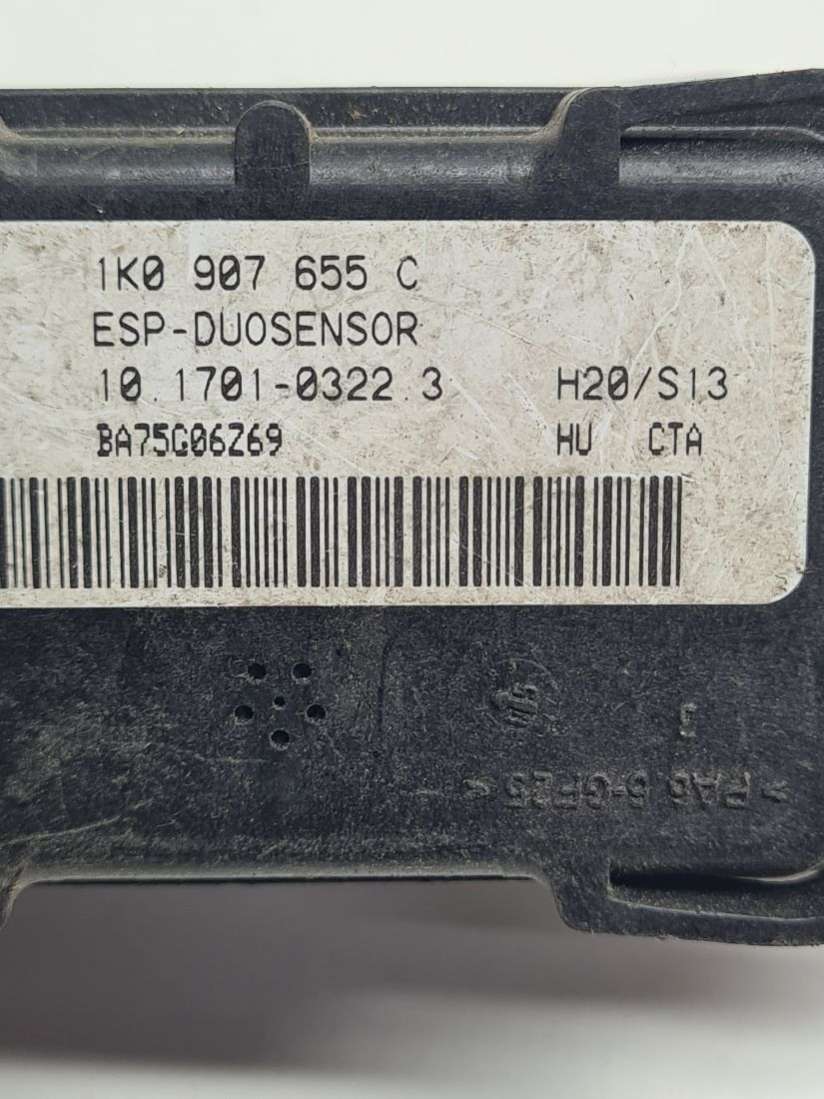 1K0 907 655 C
ESP-DUOSENSOR
10.1701-0322.3 H20/S13
BA75G06Z69 HU CTA
>PA6 6-GF25<